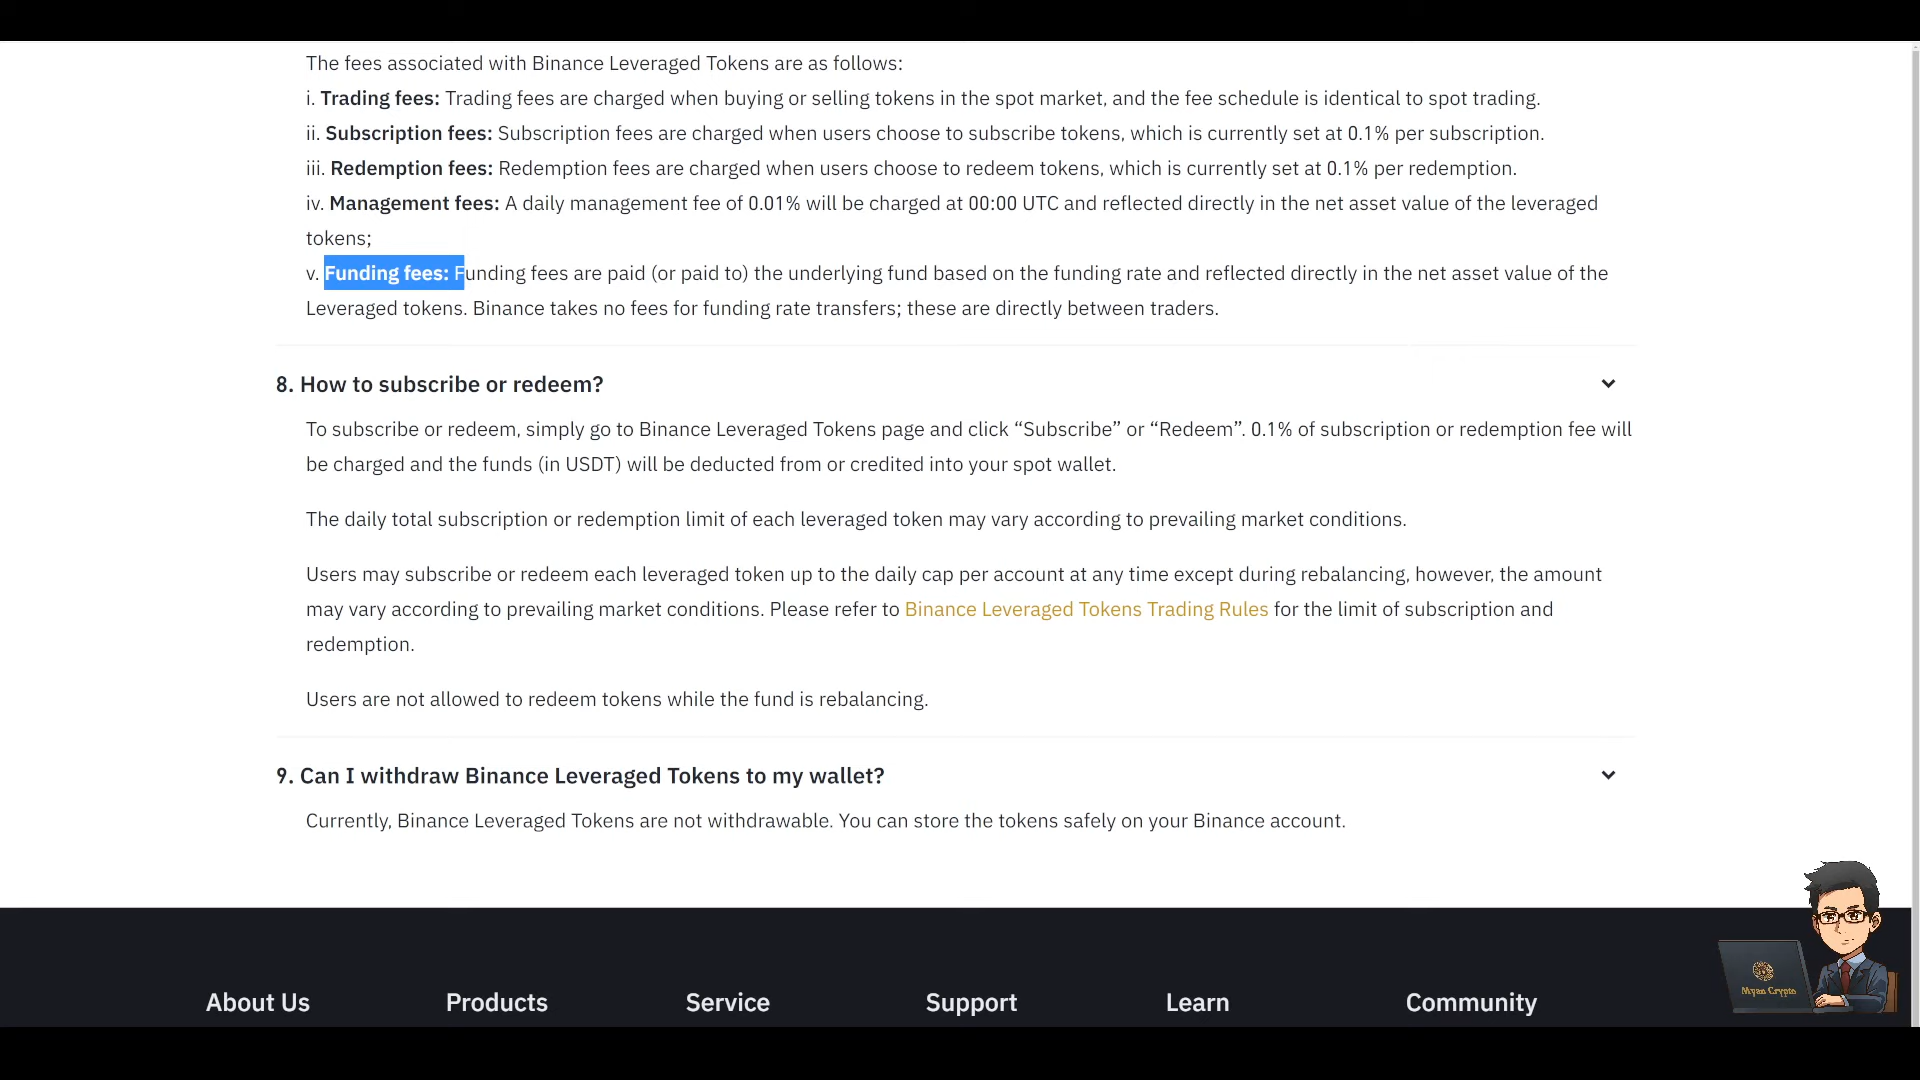 The fees associated with Binance Leveraged Tokens are as follows:
i. Trading fees: Trading fees are charged when buying or selling tokens in the spot market, and the fee schedule is identical to spot trading.
ii. Subscription fees: Subscription fees are charged when users choose to subscribe tokens, which is currently set at 0.1% per subscription.
iii. Redemption fees: Redemption fees are charged when users choose to redeem tokens, which is currently set at 0.1% per redemption.
iv. Management fees: A daily management fee of 0.01% will be charged at 00:00 UTC and reflected directly in the net asset value of the leveraged
tokens;
v. Funding fees: Funding fees are paid (or paid to) the underlying fund based on the funding rate and reflected directly in the net asset value of the
Leveraged tokens. Binance takes no fees for funding rate transfers; these are directly between traders.
8. How to subscribe or redeem?
To subscribe or redeem, simply go to Binance Leveraged Tokens page and click “Subscribe” or “Redeem”. 0.1% of subscription or redemption fee will
be charged and the funds (in USDT) will be deducted from or credited into your spot wallet.
The daily total subscription or redemption limit of each leveraged token may vary according to prevailing market conditions.
Users may subscribe or redeem each leveraged token up to the daily cap per account at any time except during rebalancing, however, the amount
may vary according to prevailing market conditions. Please refer to Binance Leveraged Tokens Trading Rules for the limit of subscription and
redemption.
Users are not allowed to redeem tokens while the fund is rebalancing.
9. Can I withdraw Binance Leveraged Tokens to my wallet?
Currently, Binance Leveraged Tokens are not withdrawable. You can store the tokens safely on your Binance account.
Myan Crypto
About Us Products Service Support Learn Community